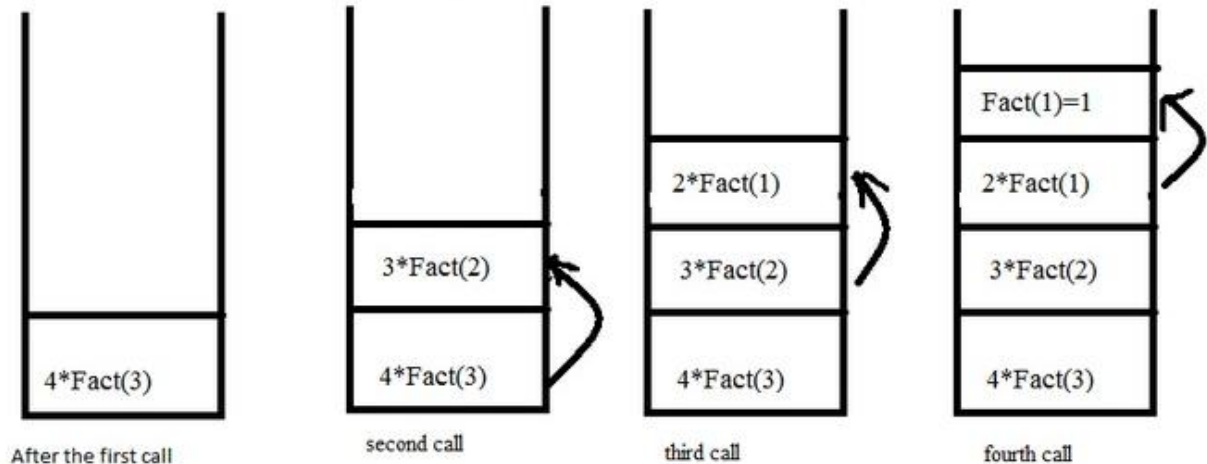 4*Fact(3)
After the first call
3*Fact(2)
4*Fact(3)
second call
2*Fact(1)
3*Fact(2)
4*Fact(3)
third call
Fact(1)=1
2*Fact(1)
3*Fact(2)
4*Fact(3)
fourth call